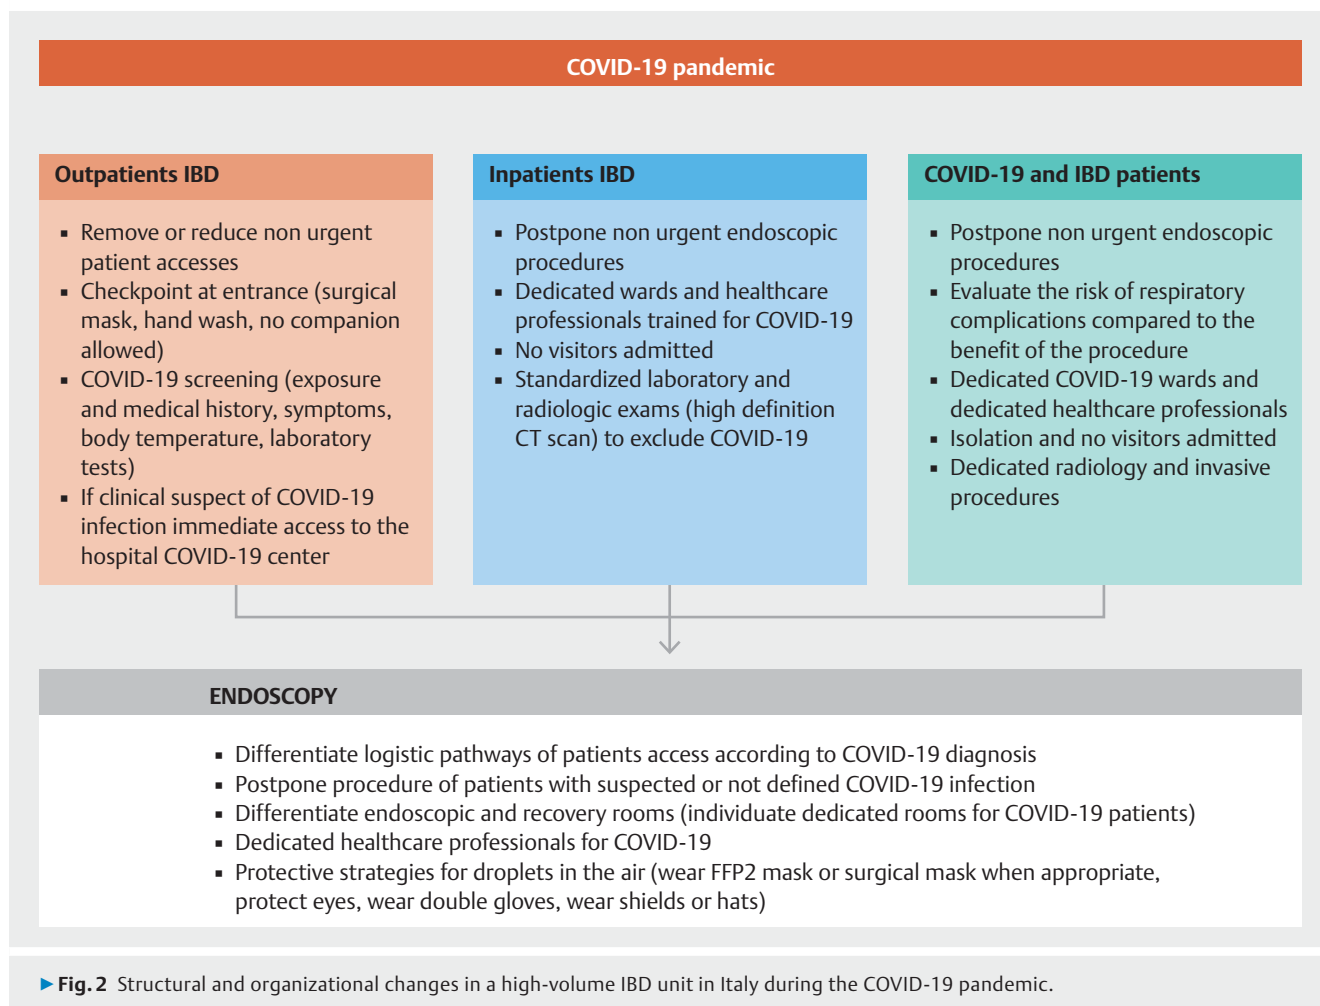 COVID-19 pandemic
Outpatients IBD
▪ Remove or reduce non urgent
patient accesses
▪ Checkpoint at entrance (surgical
mask, hand wash, no companion
allowed)
▪ COVID-19 screening (exposure
and medical history, symptoms,
body temperature, laboratory
tests)
▪ If clinical suspect of COVID-19
infection immediate access to the
hospital COVID-19 center
Inpatients IBD
▪ Postpone non urgent endoscopic
procedures
▪ Dedicated wards and healthcare
professionals trained for COVID-19
▪ No visitors admitted
▪ Standardized laboratory and
radiologic exams (high definition
CT scan) to exclude COVID-19
COVID-19 and IBD patients
▪ Postpone non urgent endoscopic
procedures
▪ Evaluate the risk of respiratory
complications compared to the
benefit of the procedure
▪ Dedicated COVID-19 wards and
dedicated healthcare professionals
▪ Isolation and no visitors admitted
▪ Dedicated radiology and invasive
procedures
ENDOSCOPY
▪ Differentiate logistic pathways of patients access according to COVID-19 diagnosis
▪ Postpone procedure of patients with suspected or not defined COVID-19 infection
▪ Differentiate endoscopic and recovery rooms (individuate dedicated rooms for COVID-19 patients)
▪ Dedicated healthcare professionals for COVID-19
▪ Protective strategies for droplets in the air (wear FFP2 mask or surgical mask when appropriate,
protect eyes, wear double gloves, wear shields or hats)
▶ Fig. 2 Structural and organizational changes in a high-volume IBD unit in Italy during the COVID-19 pandemic.